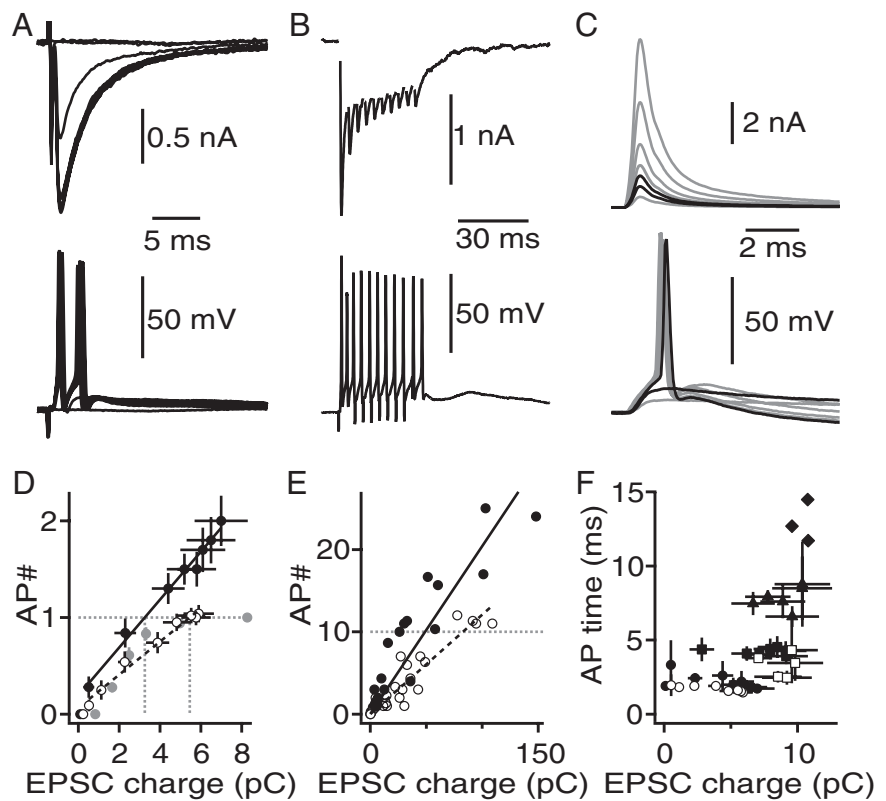 A B C
0.5 nA
1 nA
2 nA
5 ms
30 ms
2 ms
50 mV
50 mV
50 mV
D E F
AP#
2
1
0
0 2 4 6 8
EPSC charge (pC)
AP#
20
10
0
0 150
EPSC charge (pC)
AP time (ms)
15
10
5
0
0 10
EPSC charge (pC)